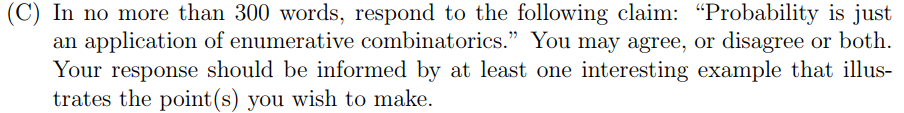 (C) In no more than 300 words, respond to the following claim: “Probability is just
an application of enumerative combinatorics.” You may agree, or disagree or both.
Your response should be informed by at least one interesting example that illus-
trates the point(s) you wish to make.